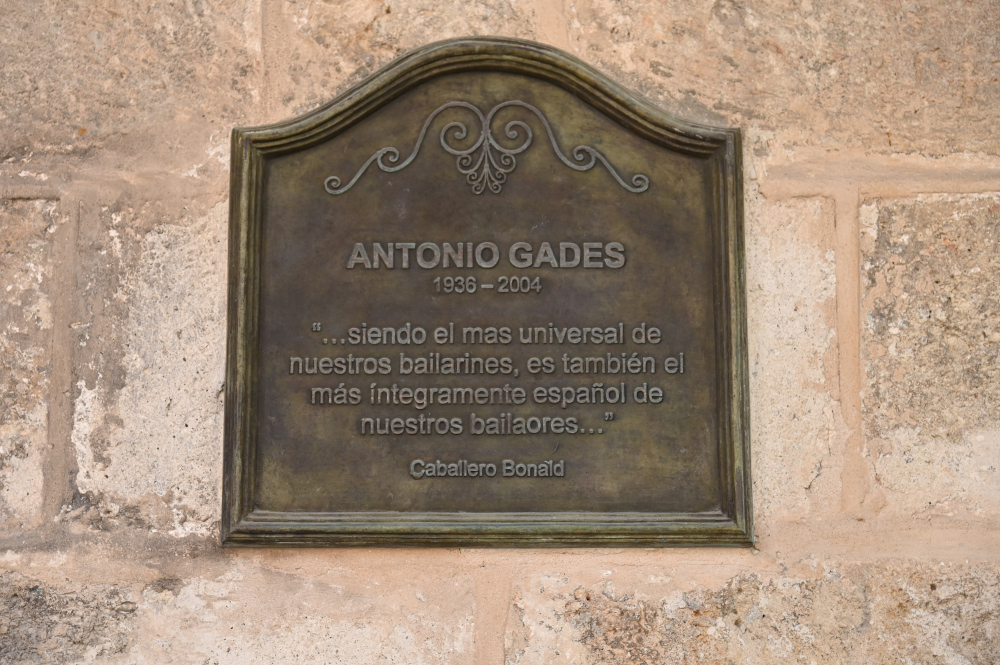 ANTONIO GADES
1936 – 2004
“...siendo el mas universal de
nuestros bailarines, es también el
más íntegramente español de
nuestros bailaores...”
Caballero Bonald